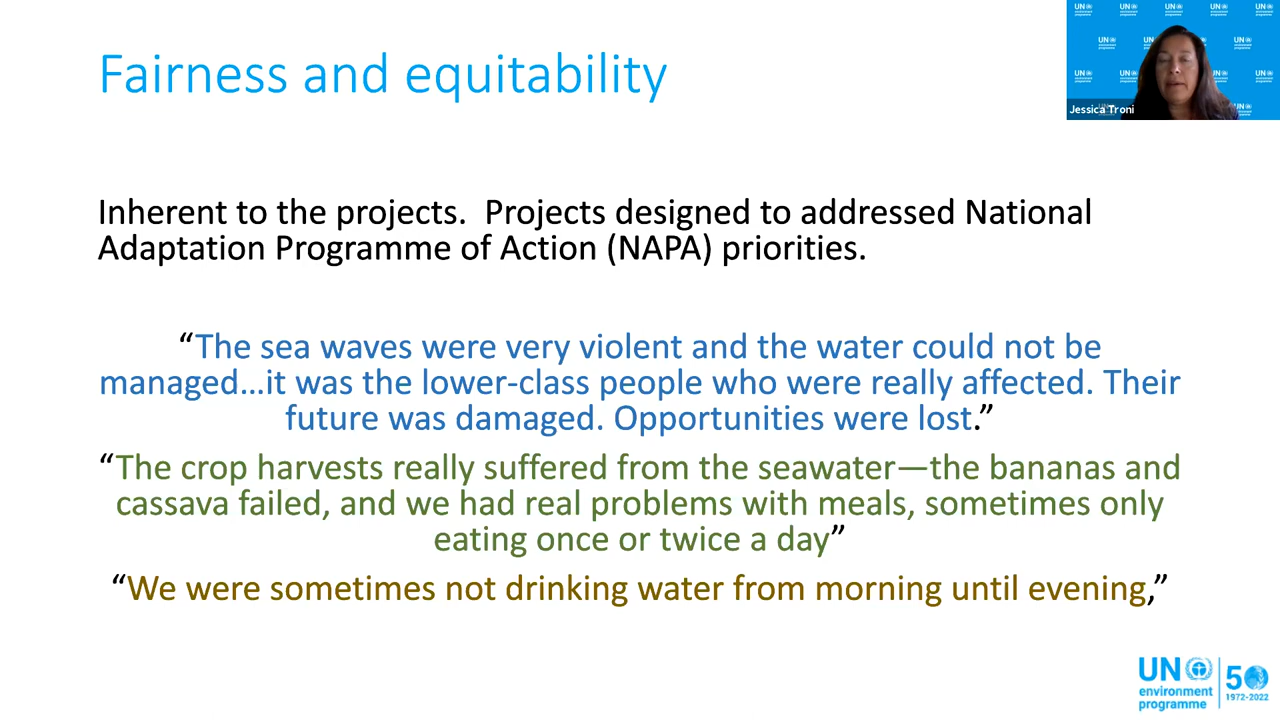 Fairness and equitability
Jessica Troni
Inherent to the projects.  Projects designed to addressed National
Adaptation Programme of Action (NAPA) priorities.
“The sea waves were very violent and the water could not be
managed…it was the lower-class people who were really affected. Their
future was damaged. Opportunities were lost.”
“The crop harvests really suffered from the seawater—the bananas and
cassava failed, and we had real problems with meals, sometimes only
eating once or twice a day”
“We were sometimes not drinking water from morning until evening,”
UN
environment
programme
50
1972-2022